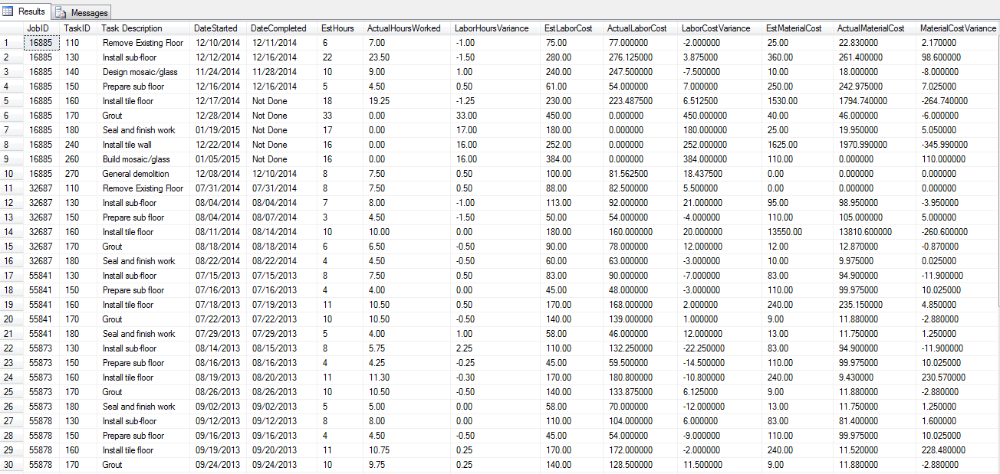 Results Messages
JobID TaskID Task Description DateStarted DateCompleted EstHours ActualHoursWorked LaborHoursVariance EstLaborCost ActualLaborCost LaborCostVariance EstMaterialCost ActualMaterialCost MaterialCostVariance
1 16885 110 Remove Existing Floor 12/10/2014 12/11/2014 6 7.00 -1.00 75.00 77.000000 -2.000000 25.00 22.830000 2.170000
2 16885 130 Install sub-floor 12/12/2014 12/16/2014 22 23.50 -1.50 280.00 276.125000 3.875000 360.00 261.400000 98.600000
3 16885 140 Design mosaic/glass 11/24/2014 11/28/2014 10 9.00 1.00 240.00 247.500000 -7.500000 10.00 18.000000 -8.000000
4 16885 150 Prepare sub floor 12/16/2014 12/16/2014 5 4.50 0.50 61.00 54.000000 7.000000 250.00 242.975000 7.025000
5 16885 160 Install tile floor 12/17/2014 Not Done 18 19.25 -1.25 230.00 223.487500 6.512500 1530.00 1794.740000 -264.740000
6 16885 170 Grout 12/28/2014 Not Done 33 0.00 33.00 450.00 0.000000 450.000000 40.00 46.000000 -6.000000
7 16885 180 Seal and finish work 01/19/2015 Not Done 17 0.00 17.00 180.00 0.000000 180.000000 25.00 19.950000 5.050000
8 16885 240 Install tile wall 12/22/2014 Not Done 16 0.00 16.00 252.00 0.000000 252.000000 1625.00 1970.990000 -345.990000
9 16885 260 Build mosaic/glass 01/05/2015 Not Done 16 0.00 16.00 384.00 0.000000 384.000000 110.00 0.000000 110.000000
10 16885 270 General demolition 12/08/2014 12/10/2014 8 7.50 0.50 100.00 81.562500 18.437500 0.00 0.000000 0.000000
11 32687 110 Remove Existing Floor 07/31/2014 07/31/2014 8 7.50 0.50 88.00 82.500000 5.500000 0.00 0.000000 0.000000
12 32687 130 Install sub-floor 08/04/2014 08/04/2014 7 8.00 -1.00 113.00 92.000000 21.000000 95.00 98.950000 -3.950000
13 32687 150 Prepare sub floor 08/04/2014 08/07/2014 3 4.50 -1.50 50.00 54.000000 -4.000000 110.00 105.000000 5.000000
14 32687 160 Install tile floor 08/11/2014 08/14/2014 10 10.00 0.00 180.00 160.000000 20.000000 13550.00 13810.600000 -260.600000
15 32687 170 Grout 08/18/2014 08/18/2014 6 6.50 -0.50 90.00 78.000000 12.000000 12.00 12.870000 -0.870000
16 32687 180 Seal and finish work 08/22/2014 08/22/2014 4 4.50 -0.50 60.00 63.000000 -3.000000 10.00 9.975000 0.025000
17 55841 130 Install sub-floor 07/15/2013 07/15/2013 8 7.50 0.50 83.00 90.000000 -7.000000 83.00 94.900000 -11.900000
18 55841 150 Prepare sub floor 07/16/2013 07/16/2013 4 4.00 0.00 45.00 48.000000 -3.000000 110.00 99.975000 10.025000
19 55841 160 Install tile floor 07/18/2013 07/19/2013 11 10.50 0.50 170.00 168.000000 2.000000 240.00 235.150000 4.850000
20 55841 170 Grout 07/22/2013 07/22/2013 10 10.50 -0.50 140.00 139.000000 1.000000 9.00 11.880000 -2.880000
21 55841 180 Seal and finish work 07/29/2013 07/29/2013 5 4.00 1.00 58.00 46.000000 12.000000 13.00 11.750000 1.250000
22 55873 130 Install sub-floor 08/14/2013 08/15/2013 8 5.75 2.25 110.00 132.250000 -22.250000 83.00 94.900000 -11.900000
23 55873 150 Prepare sub floor 08/16/2013 08/16/2013 4 4.25 -0.25 45.00 59.500000 -14.500000 110.00 99.975000 10.025000
24 55873 160 Install tile floor 08/19/2013 08/20/2013 11 11.30 -0.30 170.00 180.800000 -10.800000 240.00 9.430000 230.570000
25 55873 170 Grout 08/26/2013 08/26/2013 10 10.50 -0.50 140.00 133.875000 6.125000 9.00 11.880000 -2.880000
26 55873 180 Seal and finish work 09/02/2013 09/02/2013 5 5.00 0.00 58.00 70.000000 -12.000000 13.00 11.750000 1.250000
27 55878 130 Install sub-floor 09/12/2013 09/12/2013 8 8.00 0.00 110.00 104.000000 6.000000 83.00 81.400000 1.600000
28 55878 150 Prepare sub floor 09/16/2013 09/16/2013 4 4.50 -0.50 45.00 54.000000 -9.000000 110.00 99.975000 10.025000
29 55878 160 Install tile floor 09/19/2013 09/20/2013 11 10.75 0.25 170.00 172.000000 -2.000000 240.00 11.520000 228.480000
30 55878 170 Grout 09/24/2013 09/24/2013 10 9.75 0.25 140.00 128.500000 11.500000 9.00 11.880000 -2.880000